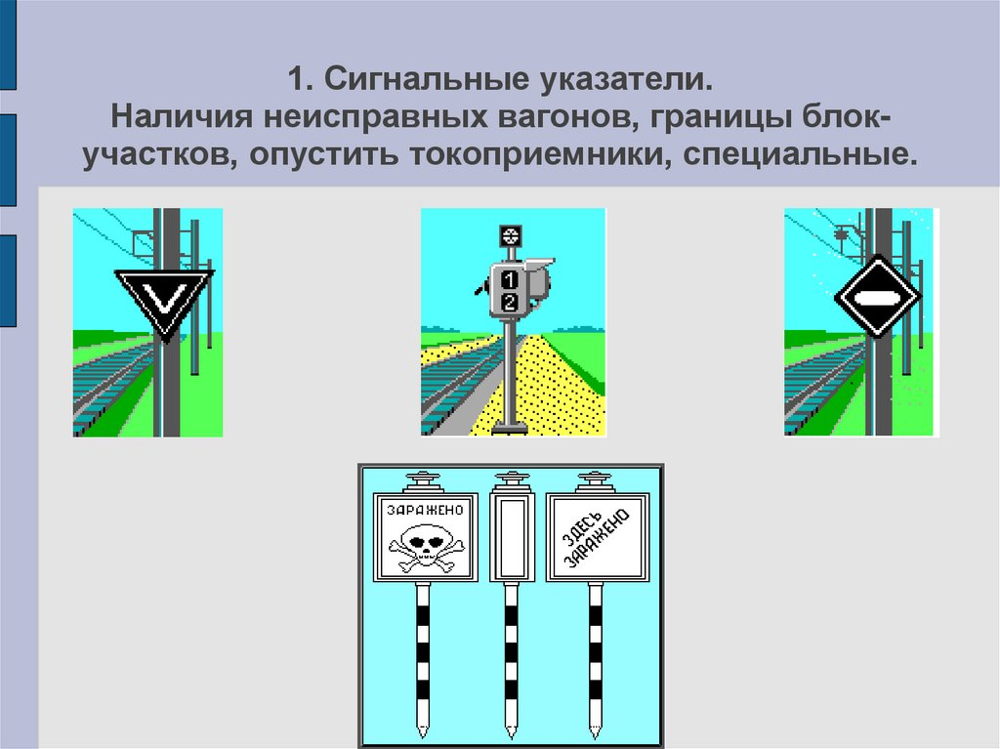 1. Сигнальные указатели.
Наличия неисправных вагонов, границы блок-
участков, опустить токоприемники, специальные.
V
1
2
ЗАРАЖЕНО
ЗДЕСЬ
ЗАРАЖЕНО